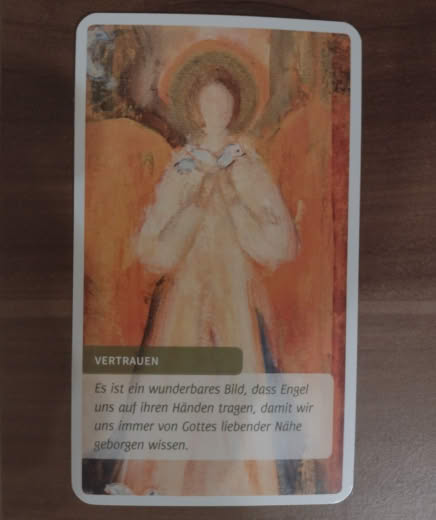 VERTRAUEN
Es ist ein wunderbares Bild, dass Engel
uns auf ihren Händen tragen, damit wir
uns immer von Gottes liebender Nähe
geborgen wissen.